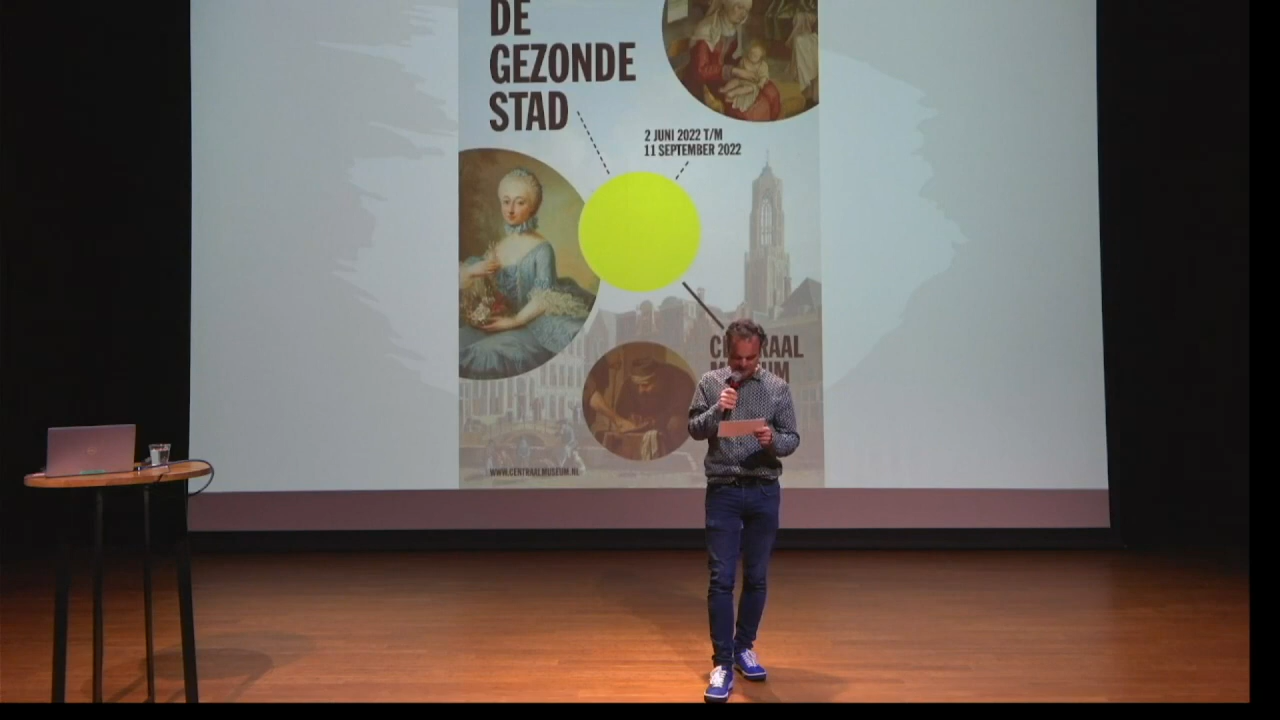 DE
GEZONDE
STAD
2 JUNI 2022 T/M
11 SEPTEMBER 2022
WWW.CENTRAALMUSEUM.NL